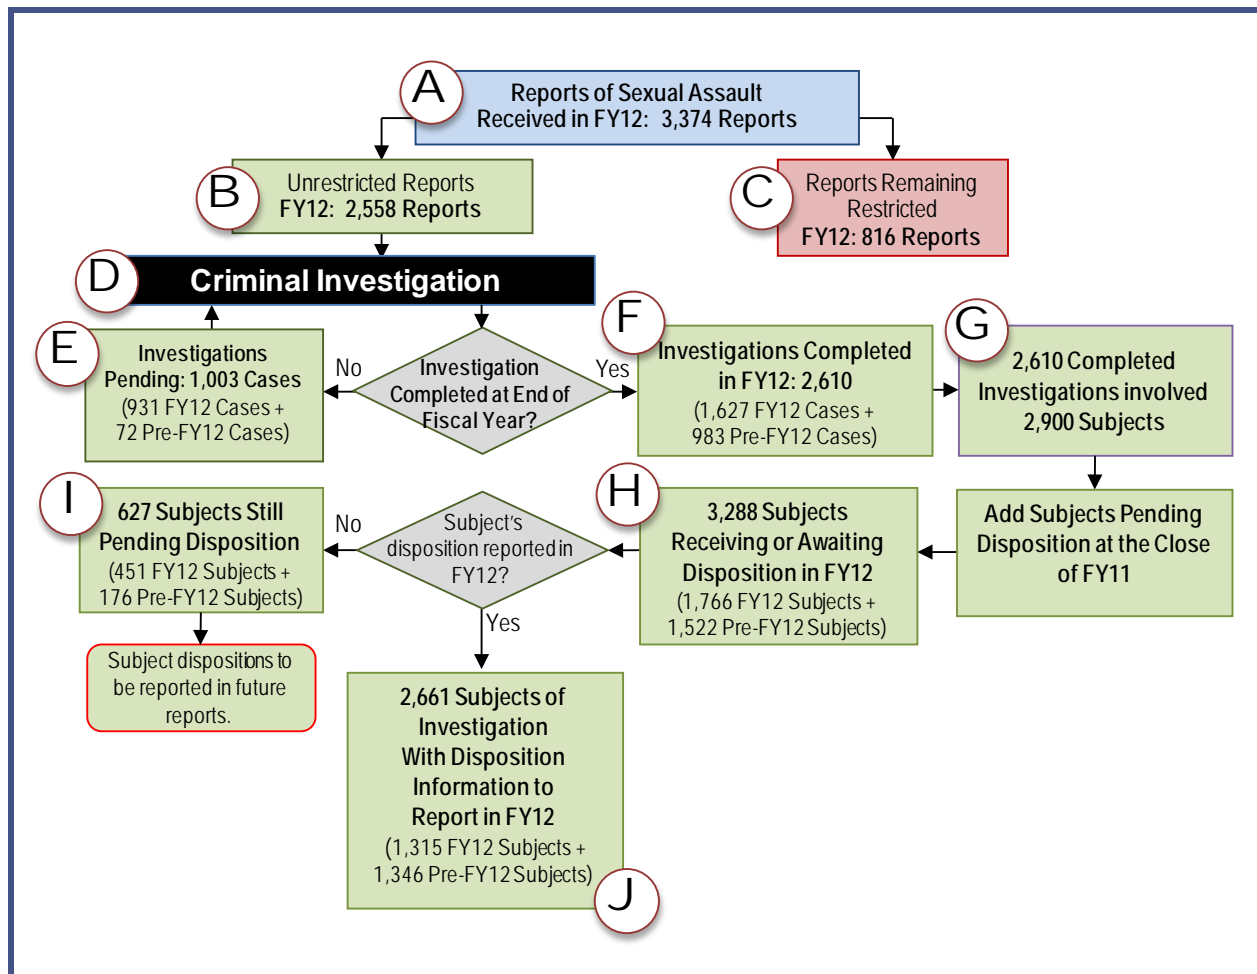 A
Reports of Sexual Assault
Received in FY12: 3,374 Reports
B
Unrestricted Reports
FY12: 2,558 Reports
C
Reports Remaining
Restricted
FY12: 816 Reports
D
Criminal Investigation
E
Investigations
Pending: 1,003 Cases
(931 FY12 Cases +
72 Pre-FY12 Cases)
No
Investigation
Completed at End of
Fiscal Year?
Yes
F
Investigations Completed
in FY12: 2,610
(1,627 FY12 Cases +
983 Pre-FY12 Cases)
G
2,610 Completed
Investigations involved
2,900 Subjects
Add Subjects Pending
Disposition at the Close
of FY11
H
3,288 Subjects
Receiving or Awaiting
Disposition in FY12
(1,766 FY12 Subjects +
1,522 Pre-FY12 Subjects)
Subject's
disposition reported in
FY12?
No
I
627 Subjects Still
Pending Disposition
(451 FY12 Subjects +
176 Pre-FY12 Subjects)
Subject dispositions to
be reported in future
reports.
Yes
2,661 Subjects of
Investigation
With Disposition
Information to
Report in FY12
(1,315 FY12 Subjects +
1,346 Pre-FY12 Subjects)
J